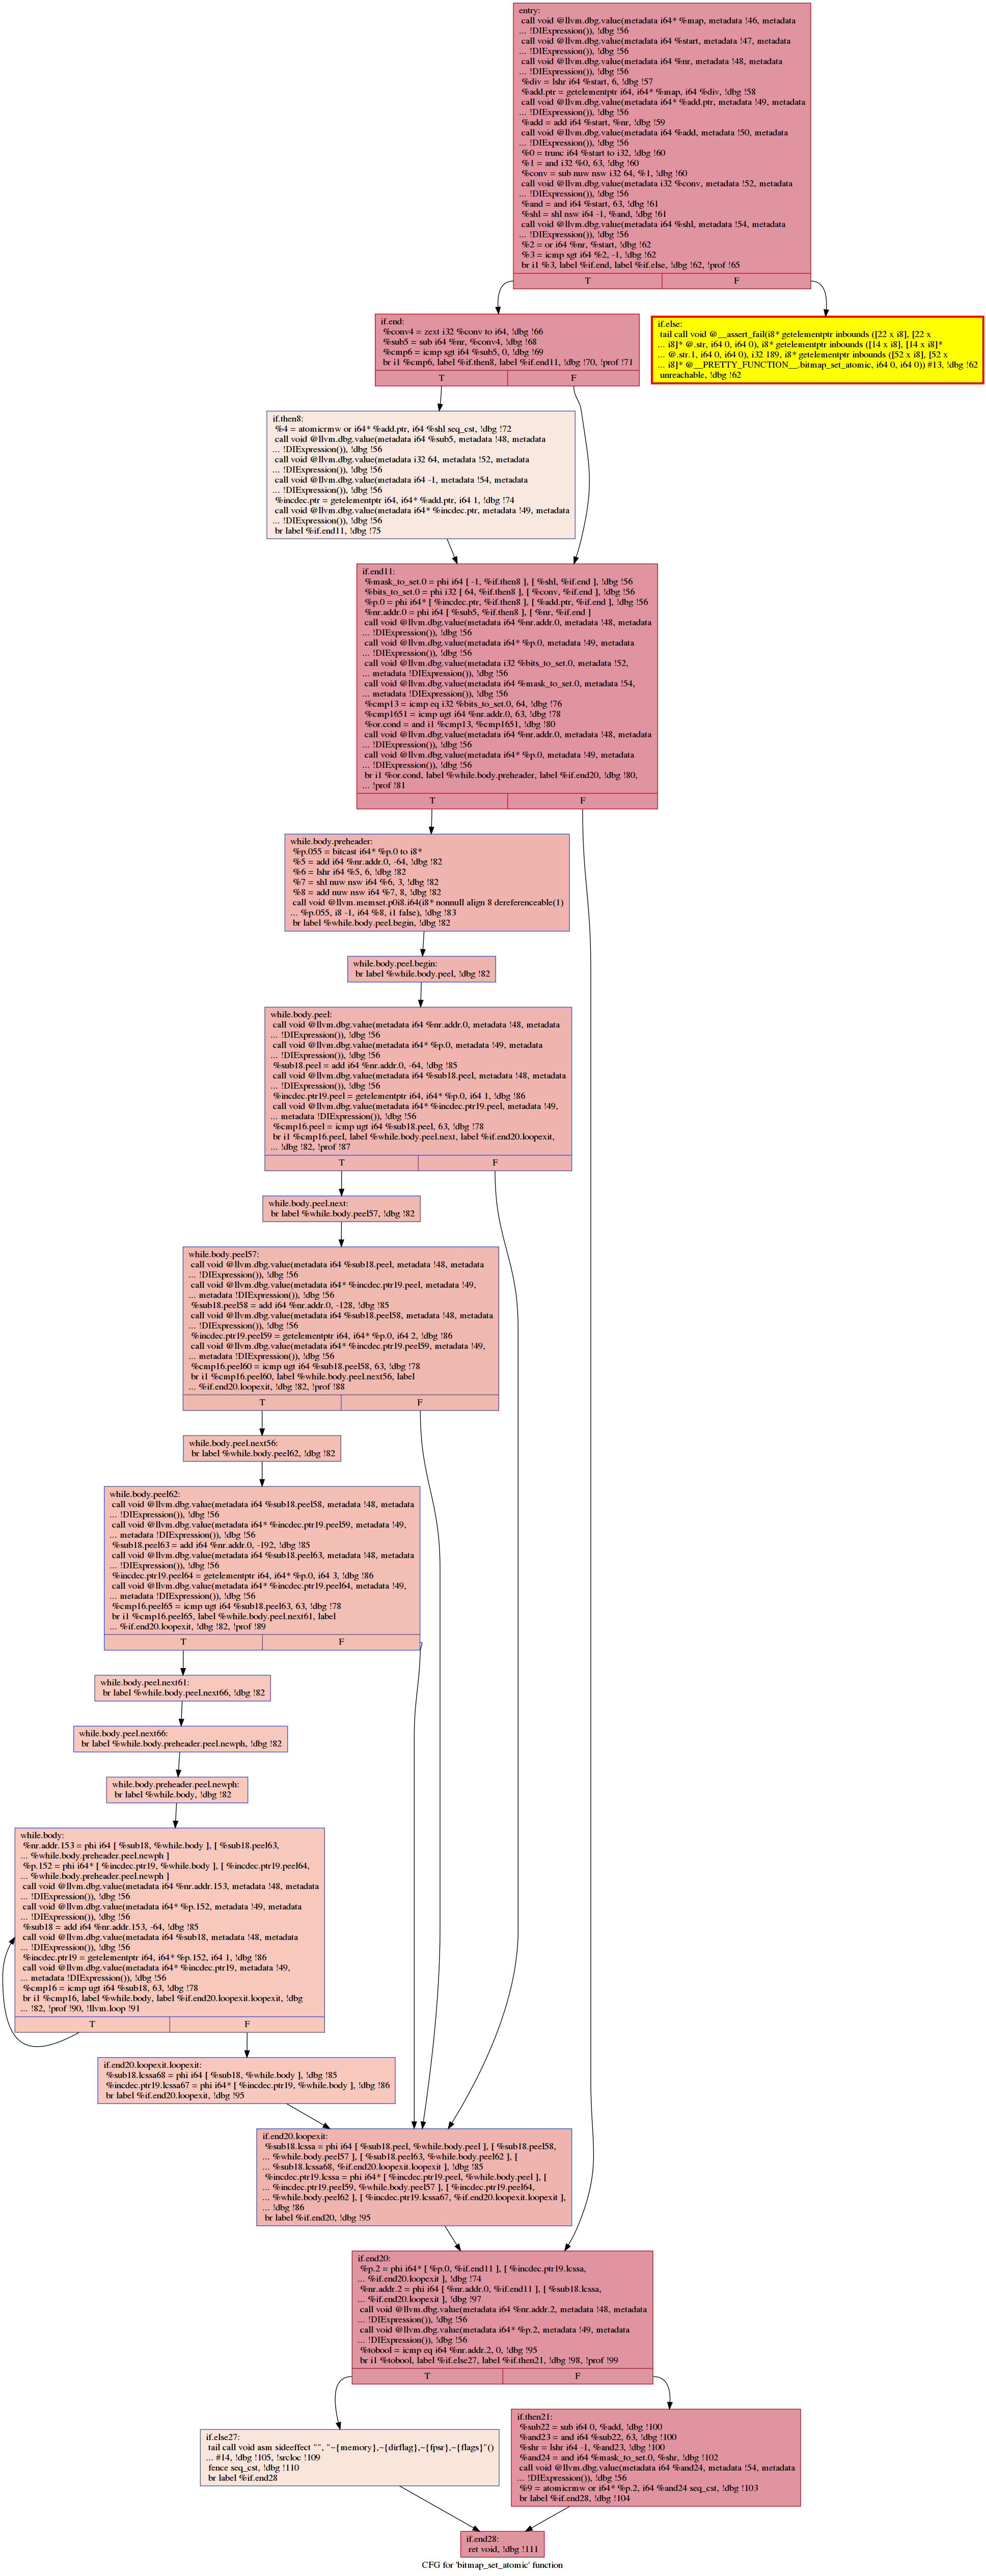 entry:
call void @llvm.dbg.value(metadata i64* %map, metadata !46, metadata
... !DIExpression()), !dbg !56
call void @llvm.dbg.value(metadata i64 %start, metadata !47, metadata
... !DIExpression()), !dbg !56
call void @llvm.dbg.value(metadata i64 %nr, metadata !48, metadata
... !DIExpression()), !dbg !56
%div = lshr i64 %start, 6, !dbg !57
%add.ptr = getelementptr i64, i64* %map, i64 %div, !dbg !58
call void @llvm.dbg.value(metadata i64* %add.ptr, metadata !49, metadata
... !DIExpression()), !dbg !56
%add = add i64 %start, %nr, !dbg !59
call void @llvm.dbg.value(metadata i64 %add, metadata !50, metadata
... !DIExpression()), !dbg !56
%0 = trunc i64 %start to i32, !dbg !60
%1 = and i32 %0, 63, !dbg !60
%conv = sub nuw nsw i32 64, %1, !dbg !60
call void @llvm.dbg.value(metadata i32 %conv, metadata !52, metadata
... !DIExpression()), !dbg !56
%and = and i64 %start, 63, !dbg !61
%shl = shl nsw i64 -1, %and, !dbg !61
call void @llvm.dbg.value(metadata i64 %shl, metadata !54, metadata
... !DIExpression()), !dbg !56
%2 = or i64 %nr, %start, !dbg !62
%3 = icmp sgt i64 %2, -1, !dbg !62
br i1 %3, label %if.end, label %if.else, !dbg !62, !prof !65
T F
if.end:
%conv4 = zext i32 %conv to i64, !dbg !66
%sub5 = sub i64 %nr, %conv4, !dbg !68
%cmp6 = icmp sgt i64 %sub5, 0, !dbg !69
br i1 %cmp6, label %if.then8, label %if.end11, !dbg !70, !prof !71
T F
if.else:
tail call void @__assert_fail(i8* getelementptr inbounds ([22 x i8], [22 x
... i8]* @.str, i64 0, i64 0), i8* getelementptr inbounds ([14 x i8], [14 x i8]*
... @.str.1, i64 0, i64 0), i32 189, i8* getelementptr inbounds ([52 x i8], [52 x
... i8]* @__PRETTY_FUNCTION__.bitmap_set_atomic, i64 0, i64 0)) #13, !dbg !62
unreachable, !dbg !62
if.then8:
%4 = atomicrmw or i64* %add.ptr, i64 %shl seq_cst, !dbg !72
call void @llvm.dbg.value(metadata i64 %sub5, metadata !48, metadata
... !DIExpression()), !dbg !56
call void @llvm.dbg.value(metadata i32 64, metadata !52, metadata
... !DIExpression()), !dbg !56
call void @llvm.dbg.value(metadata i64 -1, metadata !54, metadata
... !DIExpression()), !dbg !56
%incdec.ptr = getelementptr i64, i64* %add.ptr, i64 1, !dbg !74
call void @llvm.dbg.value(metadata i64* %incdec.ptr, metadata !49, metadata
... !DIExpression()), !dbg !56
br label %if.end11, !dbg !75
if.end11:
%mask_to_set.0 = phi i64 [ -1, %if.then8 ], [ %shl, %if.end ], !dbg !56
%bits_to_set.0 = phi i32 [ 64, %if.then8 ], [ %conv, %if.end ], !dbg !56
%p.0 = phi i64* [ %incdec.ptr, %if.then8 ], [ %add.ptr, %if.end ], !dbg !56
%nr.addr.0 = phi i64 [ %sub5, %if.then8 ], [ %nr, %if.end ]
call void @llvm.dbg.value(metadata i64 %nr.addr.0, metadata !48, metadata
... !DIExpression()), !dbg !56
call void @llvm.dbg.value(metadata i64* %p.0, metadata !49, metadata
... !DIExpression()), !dbg !56
call void @llvm.dbg.value(metadata i32 %bits_to_set.0, metadata !52,
... metadata !DIExpression()), !dbg !56
call void @llvm.dbg.value(metadata i64 %mask_to_set.0, metadata !54,
... metadata !DIExpression()), !dbg !56
%cmp13 = icmp eq i32 %bits_to_set.0, 64, !dbg !76
%cmp1651 = icmp ugt i64 %nr.addr.0, 63, !dbg !78
%or.cond = and i1 %cmp13, %cmp1651, !dbg !80
call void @llvm.dbg.value(metadata i64 %nr.addr.0, metadata !48, metadata
... !DIExpression()), !dbg !56
call void @llvm.dbg.value(metadata i64* %p.0, metadata !49, metadata
... !DIExpression()), !dbg !56
br i1 %or.cond, label %while.body.preheader, label %if.end20, !dbg !80,
... !prof !81
T F
while.body.preheader:
%p.055 = bitcast i64* %p.0 to i8*
%5 = add i64 %nr.addr.0, -64, !dbg !82
%6 = lshr i64 %5, 6, !dbg !82
%7 = shl nuw nsw i64 %6, 3, !dbg !82
%8 = add nuw nsw i64 %7, 8, !dbg !82
call void @llvm.memset.p0i8.i64(i8* nonnull align 8 dereferenceable(1)
... %p.055, i8 -1, i64 %8, i1 false), !dbg !83
br label %while.body.peel.begin, !dbg !82
while.body.peel.begin:
br label %while.body.peel, !dbg !82
while.body.peel:
call void @llvm.dbg.value(metadata i64 %nr.addr.0, metadata !48, metadata
... !DIExpression()), !dbg !56
call void @llvm.dbg.value(metadata i64* %p.0, metadata !49, metadata
... !DIExpression()), !dbg !56
%sub18.peel = add i64 %nr.addr.0, -64, !dbg !85
call void @llvm.dbg.value(metadata i64 %sub18.peel, metadata !48, metadata
... !DIExpression()), !dbg !56
%incdec.ptr19.peel = getelementptr i64, i64* %p.0, i64 1, !dbg !86
call void @llvm.dbg.value(metadata i64* %incdec.ptr19.peel, metadata !49,
... metadata !DIExpression()), !dbg !56
%cmp16.peel = icmp ugt i64 %sub18.peel, 63, !dbg !78
br i1 %cmp16.peel, label %while.body.peel.next, label %if.end20.loopexit,
... !dbg !82, !prof !87
T F
while.body.peel.next:
br label %while.body.peel57, !dbg !82
while.body.peel57:
call void @llvm.dbg.value(metadata i64 %sub18.peel, metadata !48, metadata
... !DIExpression()), !dbg !56
call void @llvm.dbg.value(metadata i64* %incdec.ptr19.peel, metadata !49,
... metadata !DIExpression()), !dbg !56
%sub18.peel58 = add i64 %nr.addr.0, -128, !dbg !85
call void @llvm.dbg.value(metadata i64 %sub18.peel58, metadata !48, metadata
... !DIExpression()), !dbg !56
%incdec.ptr19.peel59 = getelementptr i64, i64* %p.0, i64 2, !dbg !86
call void @llvm.dbg.value(metadata i64* %incdec.ptr19.peel59, metadata !49,
... metadata !DIExpression()), !dbg !56
%cmp16.peel60 = icmp ugt i64 %sub18.peel58, 63, !dbg !78
br i1 %cmp16.peel60, label %while.body.peel.next56, label
... %if.end20.loopexit, !dbg !82, !prof !88
T F
while.body.peel.next56:
br label %while.body.peel62, !dbg !82
while.body.peel62:
call void @llvm.dbg.value(metadata i64 %sub18.peel58, metadata !48, metadata
... !DIExpression()), !dbg !56
call void @llvm.dbg.value(metadata i64* %incdec.ptr19.peel59, metadata !49,
... metadata !DIExpression()), !dbg !56
%sub18.peel63 = add i64 %nr.addr.0, -192, !dbg !85
call void @llvm.dbg.value(metadata i64 %sub18.peel63, metadata !48, metadata
... !DIExpression()), !dbg !56
%incdec.ptr19.peel64 = getelementptr i64, i64* %p.0, i64 3, !dbg !86
call void @llvm.dbg.value(metadata i64* %incdec.ptr19.peel64, metadata !49,
... metadata !DIExpression()), !dbg !56
%cmp16.peel65 = icmp ugt i64 %sub18.peel63, 63, !dbg !78
br i1 %cmp16.peel65, label %while.body.peel.next61, label
... %if.end20.loopexit, !dbg !82, !prof !89
T F
while.body.peel.next61:
br label %while.body.peel.next66, !dbg !82
while.body.peel.next66:
br label %while.body.preheader.peel.newph, !dbg !82
while.body.preheader.peel.newph:
br label %while.body, !dbg !82
while.body:
%nr.addr.153 = phi i64 [ %sub18, %while.body ], [ %sub18.peel63,
... %while.body.preheader.peel.newph ]
%p.152 = phi i64* [ %incdec.ptr19, %while.body ], [ %incdec.ptr19.peel64,
... %while.body.preheader.peel.newph ]
call void @llvm.dbg.value(metadata i64 %nr.addr.153, metadata !48, metadata
... !DIExpression()), !dbg !56
call void @llvm.dbg.value(metadata i64* %p.152, metadata !49, metadata
... !DIExpression()), !dbg !56
%sub18 = add i64 %nr.addr.153, -64, !dbg !85
call void @llvm.dbg.value(metadata i64 %sub18, metadata !48, metadata
... !DIExpression()), !dbg !56
%incdec.ptr19 = getelementptr i64, i64* %p.152, i64 1, !dbg !86
call void @llvm.dbg.value(metadata i64* %incdec.ptr19, metadata !49,
... metadata !DIExpression()), !dbg !56
%cmp16 = icmp ugt i64 %sub18, 63, !dbg !78
br i1 %cmp16, label %while.body, label %if.end20.loopexit.loopexit, !dbg
... !82, !prof !90, !llvm.loop !91
T F
if.end20.loopexit.loopexit:
%sub18.lcssa68 = phi i64 [ %sub18, %while.body ], !dbg !85
%incdec.ptr19.lcssa67 = phi i64* [ %incdec.ptr19, %while.body ], !dbg !86
br label %if.end20.loopexit, !dbg !95
if.end20.loopexit:
%sub18.lcssa = phi i64 [ %sub18.peel, %while.body.peel ], [ %sub18.peel58,
... %while.body.peel57 ], [ %sub18.peel63, %while.body.peel62 ], [
... %sub18.lcssa68, %if.end20.loopexit.loopexit ], !dbg !85
%incdec.ptr19.lcssa = phi i64* [ %incdec.ptr19.peel, %while.body.peel ], [
... %incdec.ptr19.peel59, %while.body.peel57 ], [ %incdec.ptr19.peel64,
... %while.body.peel62 ], [ %incdec.ptr19.lcssa67, %if.end20.loopexit.loopexit ],
... !dbg !86
br label %if.end20, !dbg !95
if.end20:
%p.2 = phi i64* [ %p.0, %if.end11 ], [ %incdec.ptr19.lcssa,
... %if.end20.loopexit ], !dbg !74
%nr.addr.2 = phi i64 [ %nr.addr.0, %if.end11 ], [ %sub18.lcssa,
... %if.end20.loopexit ], !dbg !97
call void @llvm.dbg.value(metadata i64 %nr.addr.2, metadata !48, metadata
... !DIExpression()), !dbg !56
call void @llvm.dbg.value(metadata i64* %p.2, metadata !49, metadata
... !DIExpression()), !dbg !56
%tobool = icmp eq i64 %nr.addr.2, 0, !dbg !95
br i1 %tobool, label %if.else27, label %if.then21, !dbg !98, !prof !99
T F
if.else27:
tail call void asm sideeffect "", "~{memory},~{dirflag},~{fpsr},~{flags}"()
... #14, !dbg !105, !srcloc !109
fence seq_cst, !dbg !110
br label %if.end28
if.then21:
%sub22 = sub i64 0, %add, !dbg !100
%and23 = and i64 %sub22, 63, !dbg !100
%shr = lshr i64 -1, %and23, !dbg !100
%and24 = and i64 %mask_to_set.0, %shr, !dbg !102
call void @llvm.dbg.value(metadata i64 %and24, metadata !54, metadata
... !DIExpression()), !dbg !56
%9 = atomicrmw or i64* %p.2, i64 %and24 seq_cst, !dbg !103
br label %if.end28, !dbg !104
if.end28:
ret void, !dbg !111
CFG for 'bitmap_set_atomic' function